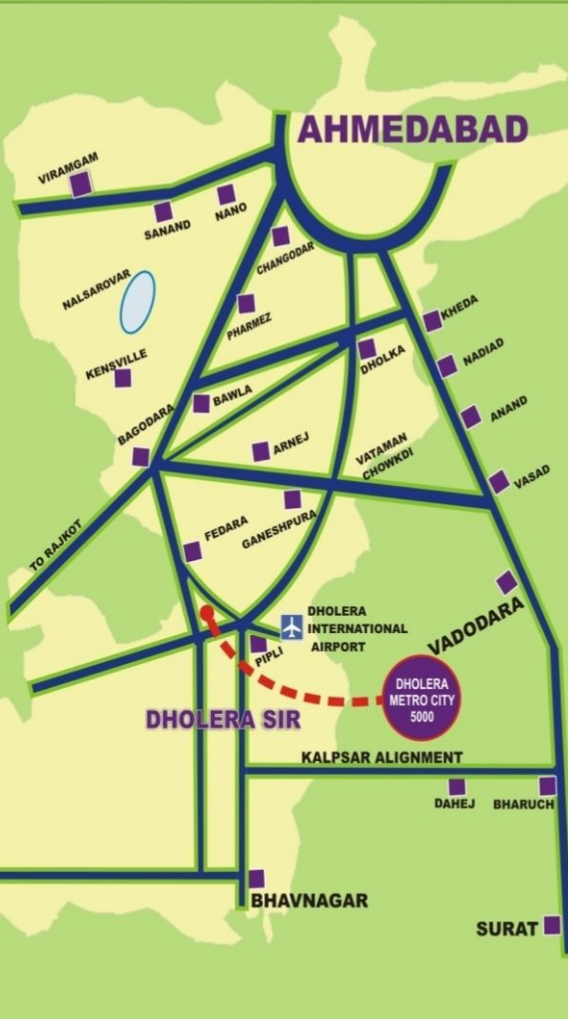 AHMEDABAD
VIRAMGAM
SANAND
NANO
CHANGODAR
NALSAROVAR
PHARMEZ
KHEDA
KENSVILLE
DHOLKA
NADIAD
BAWLA
BAGODARA
ANAND
ARNEJ
VATAMAN
CHOWKDI
VASAD
GANESHPURA
FEDARA
TO RAJKOT
DHOLERA
INTERNATIONAL
AIRPORT
VADODARA
PIPLI
DHOLERA
METRO CITY
5000
DHOLERA SIR
KALPSAR ALIGNMENT
DAHEJ
BHARUCH
BHAVNAGAR
SURAT